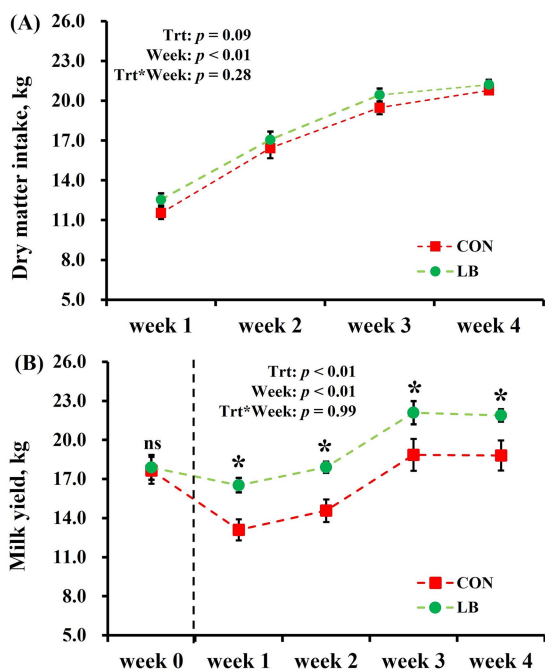 (A)
Trt: p = 0.09
Week: p < 0.01
Trt*Week: p = 0.28
Dry matter intake, kg
26.0
23.0
20.0
17.0
14.0
11.0
8.0
5.0
CON
LB
week 1 week 2 week 3 week 4
(B)
Trt: p < 0.01
Week: p < 0.01
Trt*Week: p = 0.99
Milk yield, kg
26.0
23.0
20.0
17.0
14.0
11.0
8.0
5.0
ns
*
*
*
*
CON
LB
week 0 week 1 week 2 week 3 week 4